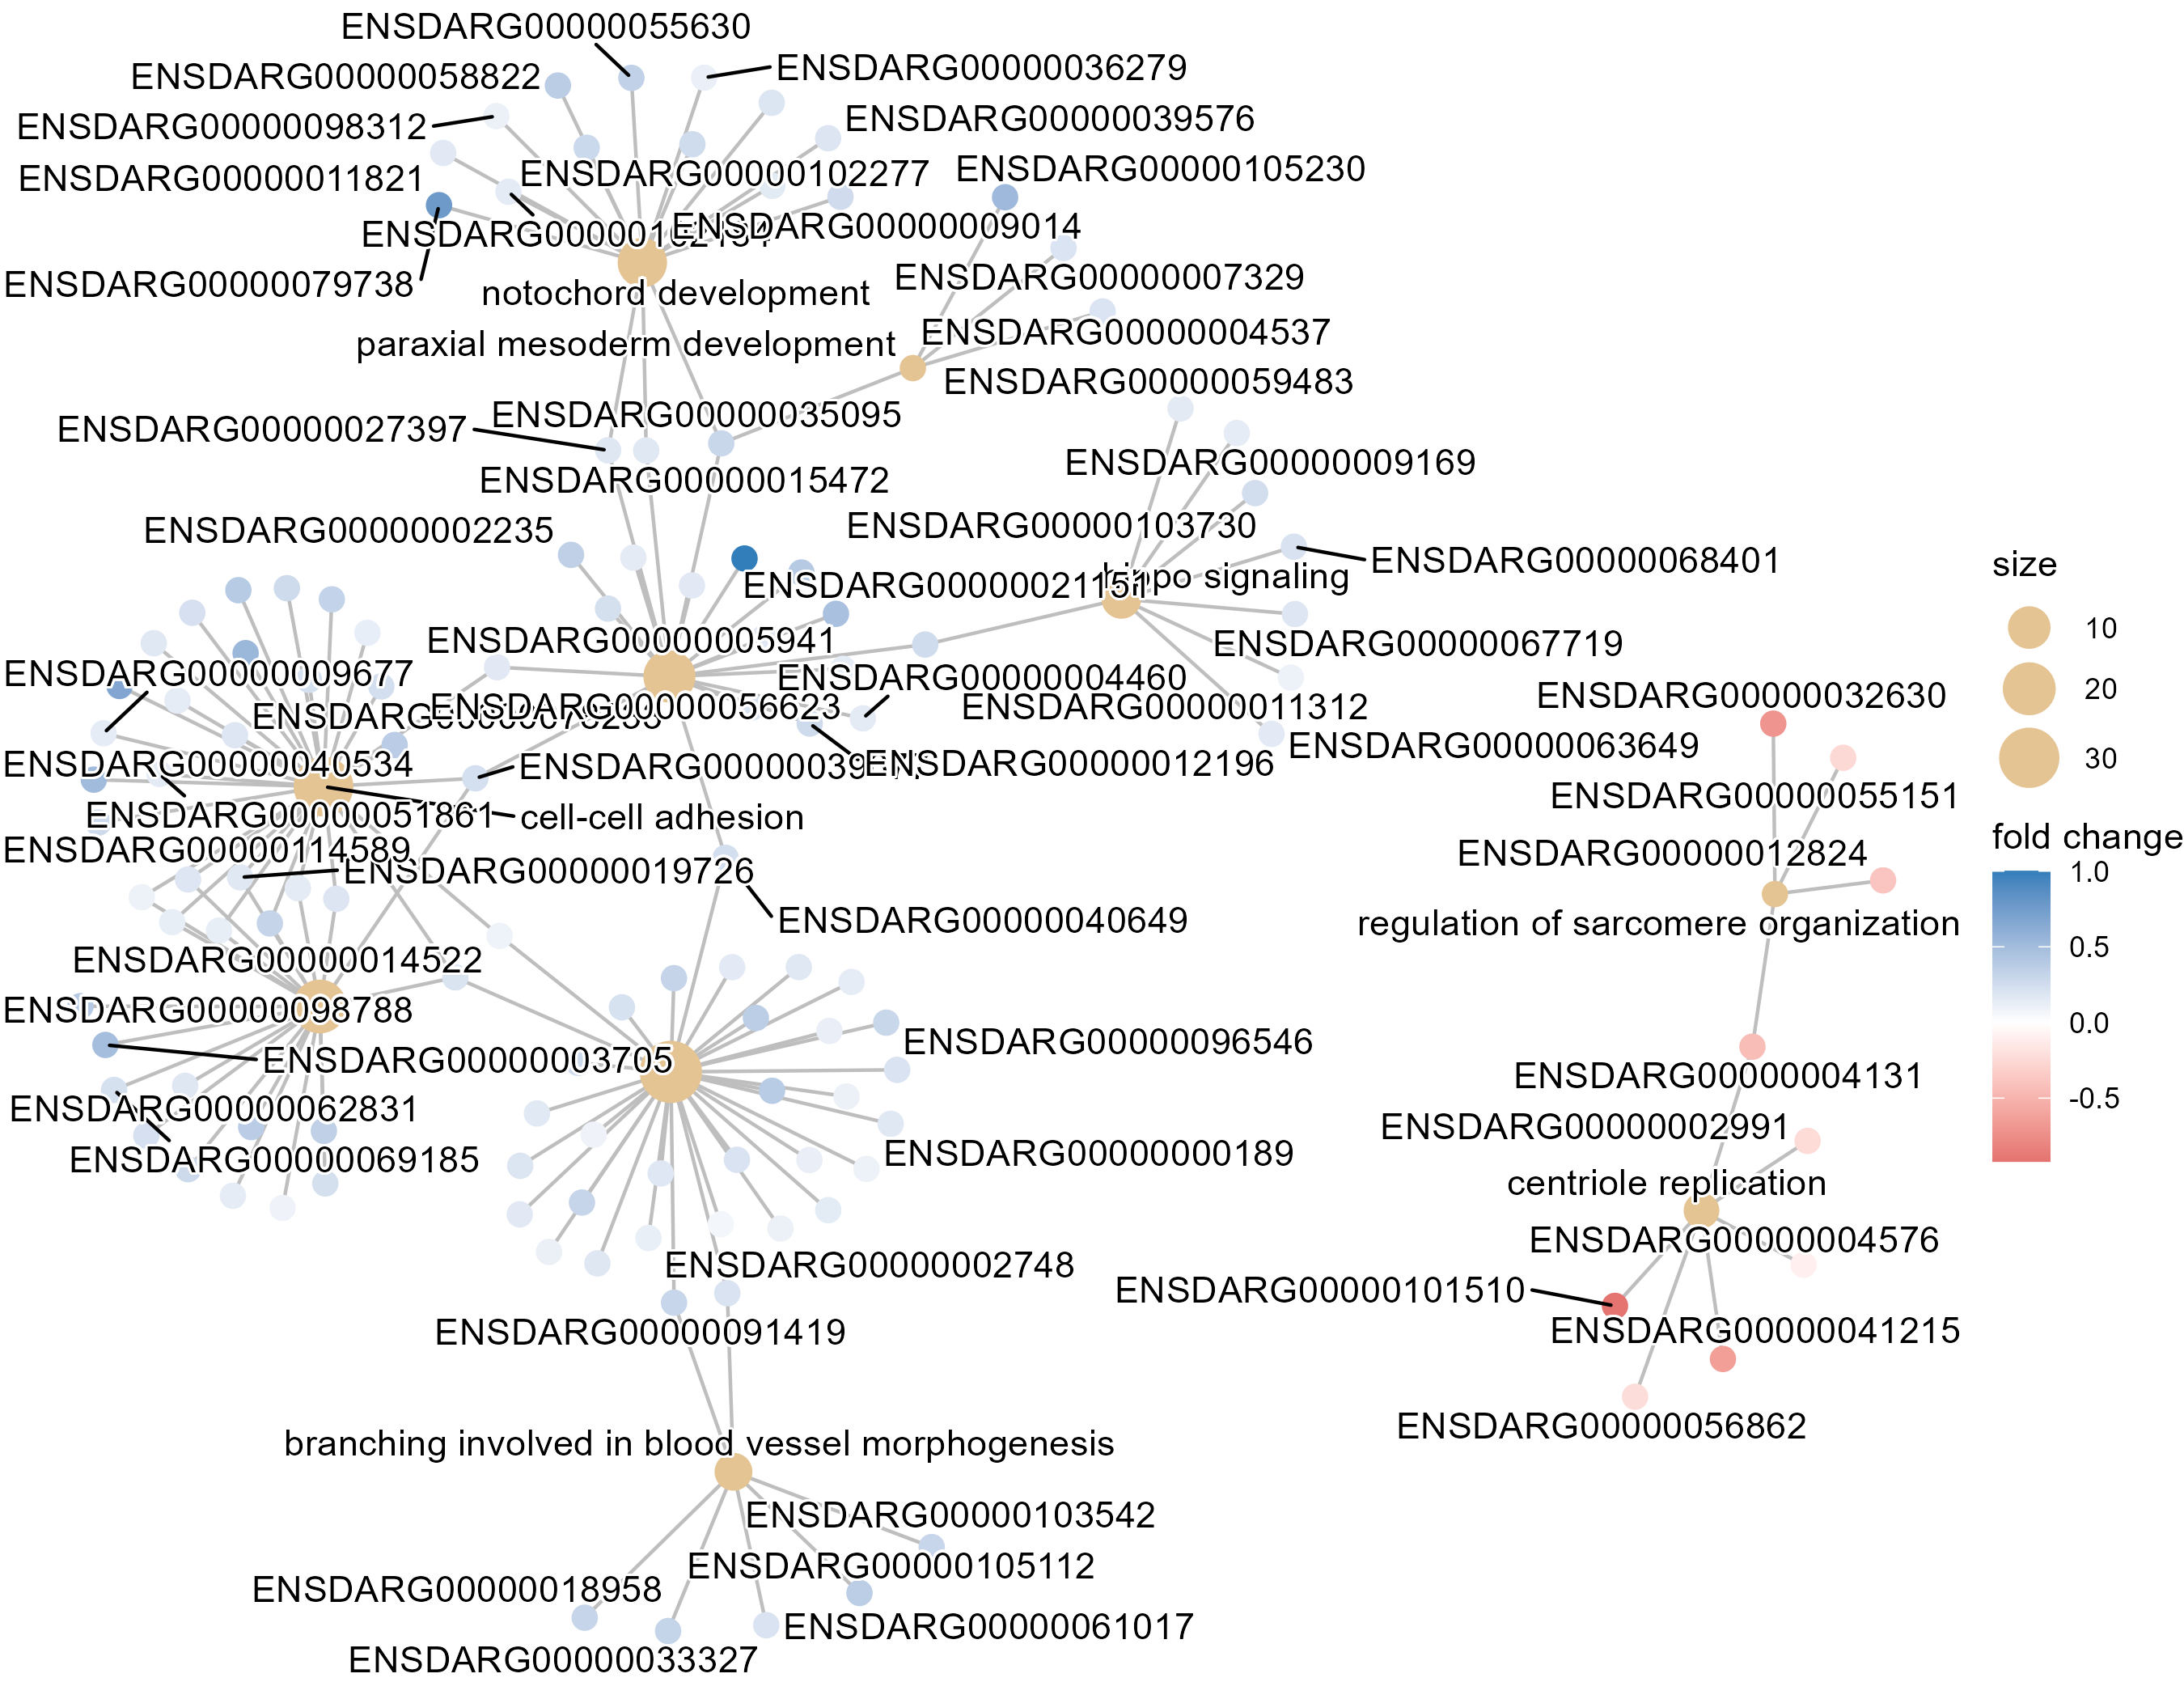 ENSDARG00000055630
ENSDARG00000036279
ENSDARG00000058822
ENSDARG00000098312
ENSDARG00000039576
ENSDARG00000011821
ENSDARG00000102277
ENSDARG00000105230
ENSDARG00000009014
ENSDARG00000079738
ENSDARG00000007329
notochord development
paraxial mesoderm development
ENSDARG00000004537
ENSDARG00000059483
ENSDARG00000035095
ENSDARG00000027397
ENSDARG00000009169
ENSDARG00000015472
ENSDARG00000002235
ENSDARG00000103730
ENSDARG00000068401
hippo signaling
ENSDARG00000021151
ENSDARG00000005941
ENSDARG00000067719
ENSDARG00000009677
ENSDARG00000004460
ENSDARG00000056623
ENSDARG00000011312
ENSDARG00000032630
ENSDARG00000063649
ENSDARG00000040534
ENSDARG00000012196
ENSDARG00000055151
ENSDARG00000051861
cell-cell adhesion
ENSDARG00000114589
ENSDARG00000012824
ENSDARG00000019726
ENSDARG00000040649
regulation of sarcomere organization
ENSDARG00000014522
ENSDARG00000098788
ENSDARG00000096546
ENSDARG00000003705
ENSDARG00000004131
ENSDARG00000062831
ENSDARG00000002991
ENSDARG00000069185
ENSDARG00000000189
centriole replication
ENSDARG00000004576
ENSDARG00000002748
ENSDARG00000101510
ENSDARG00000091419
ENSDARG00000041215
ENSDARG00000056862
branching involved in blood vessel morphogenesis
ENSDARG00000103542
ENSDARG00000105112
ENSDARG00000018958
ENSDARG00000061017
ENSDARG00000033327
size
10
20
30
fold change
1.0
0.5
0.0
-0.5